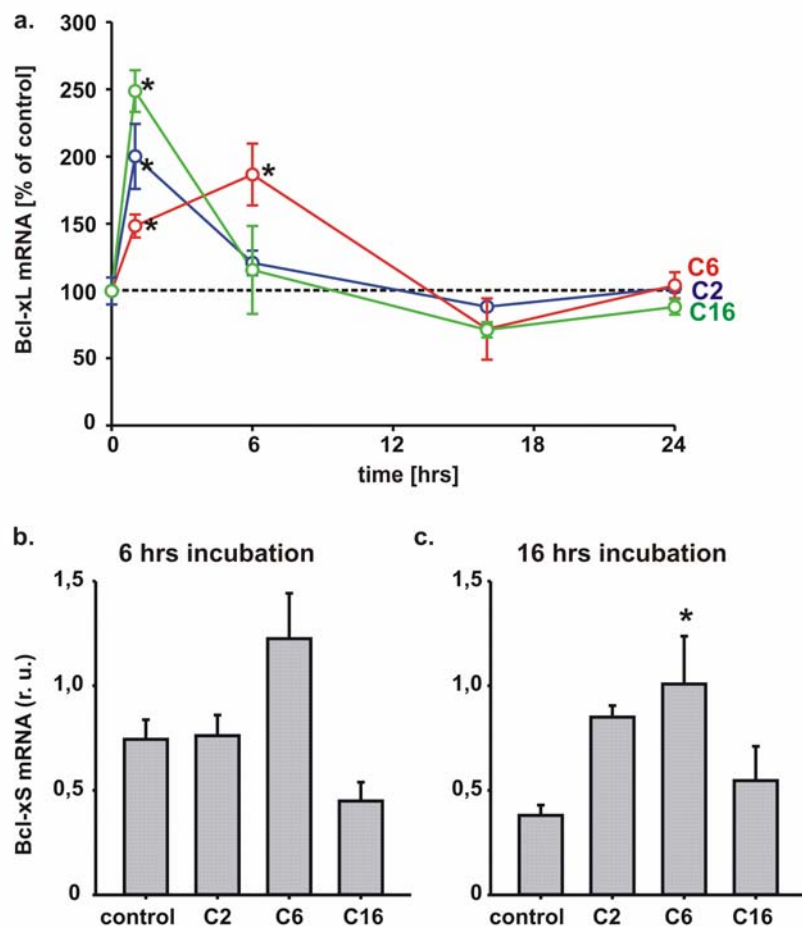 a.
Bcl-xL mRNA [% of control]
300
250
200
150
100
50
0
*
*
*
*
C6
C2
C16
0 6 12 18 24
time [hrs]
b.
6 hrs incubation
Bcl-xS mRNA (r. u.)
1,5
1,0
0,5
0
control C2 C6 C16
c.
16 hrs incubation
1,5
1,0
0,5
0
*
control C2 C6 C16